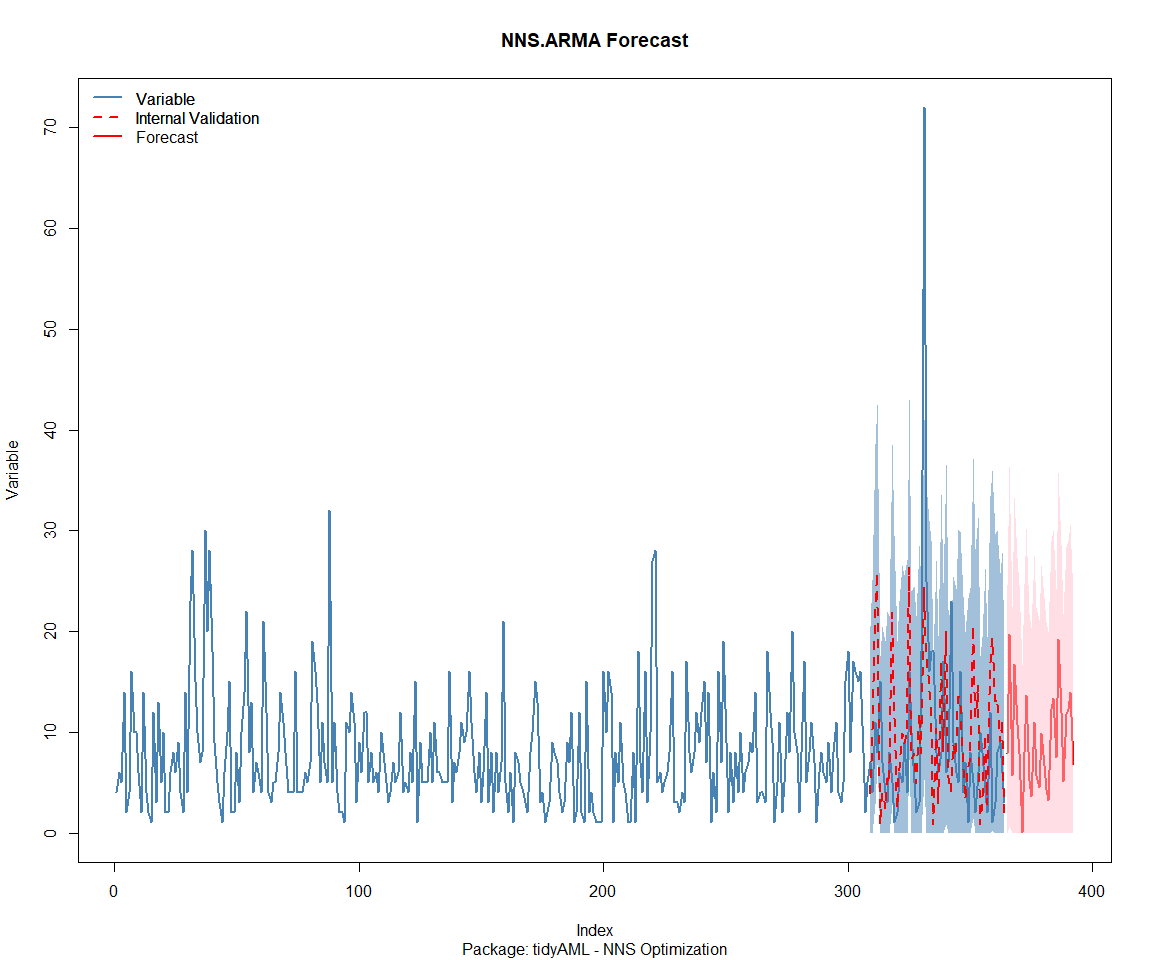 NNS.ARMA Forecast
Variable
Internal Validation
Forecast
70
60
50
40
30
20
10
0
Variable
0 100 200 300 400
Index
Package: tidyAML - NNS Optimization